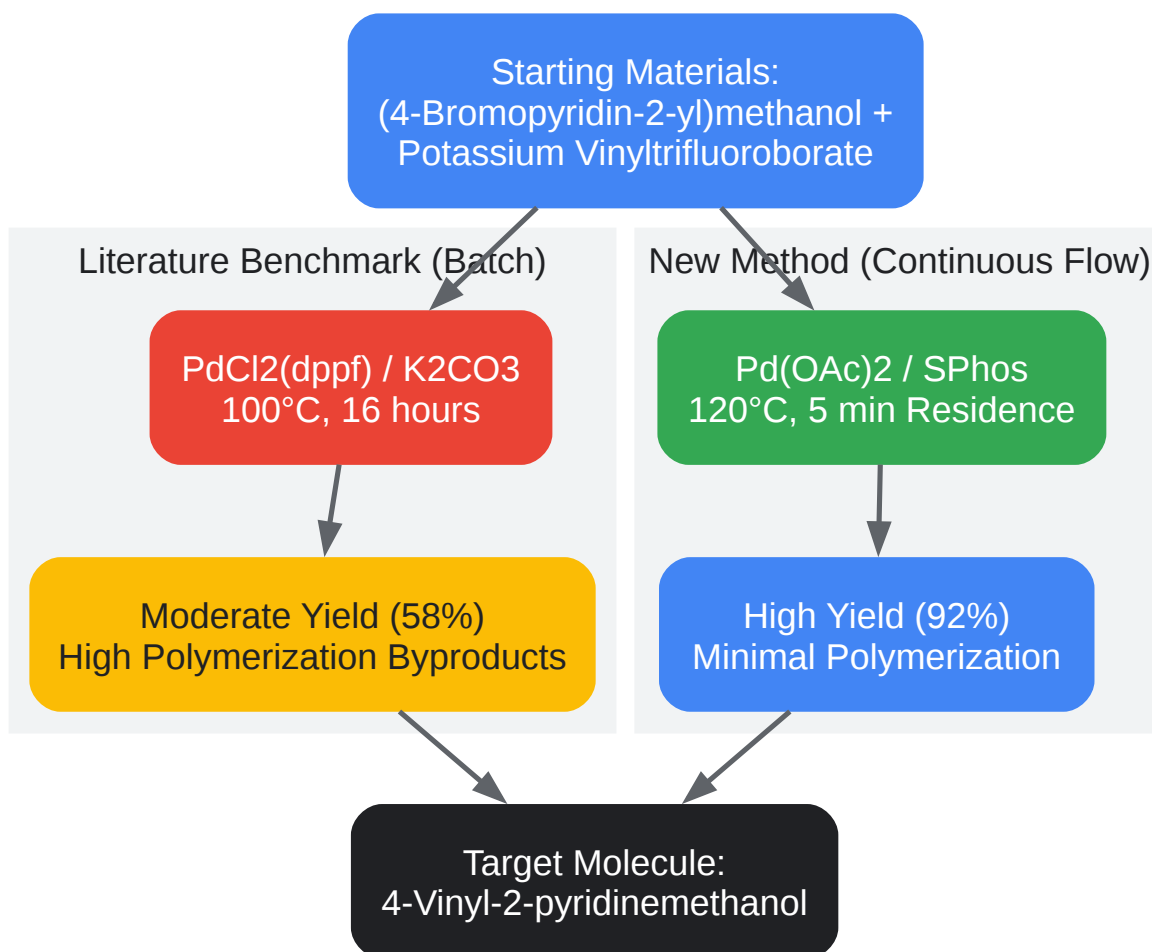 Starting Materials:
(4-Bromopyridin-2-yl)methanol +
Potassium Vinyltrifluoroborate
Literature Benchmark (Batch)
PdCl2(dppf) / K2CO3
100°C, 16 hours
Moderate Yield (58%)
High Polymerization Byproducts
New Method (Continuous Flow)
Pd(OAc)2 / SPhos
120°C, 5 min Residence
High Yield (92%)
Minimal Polymerization
Target Molecule:
4-Vinyl-2-pyridinemethanol